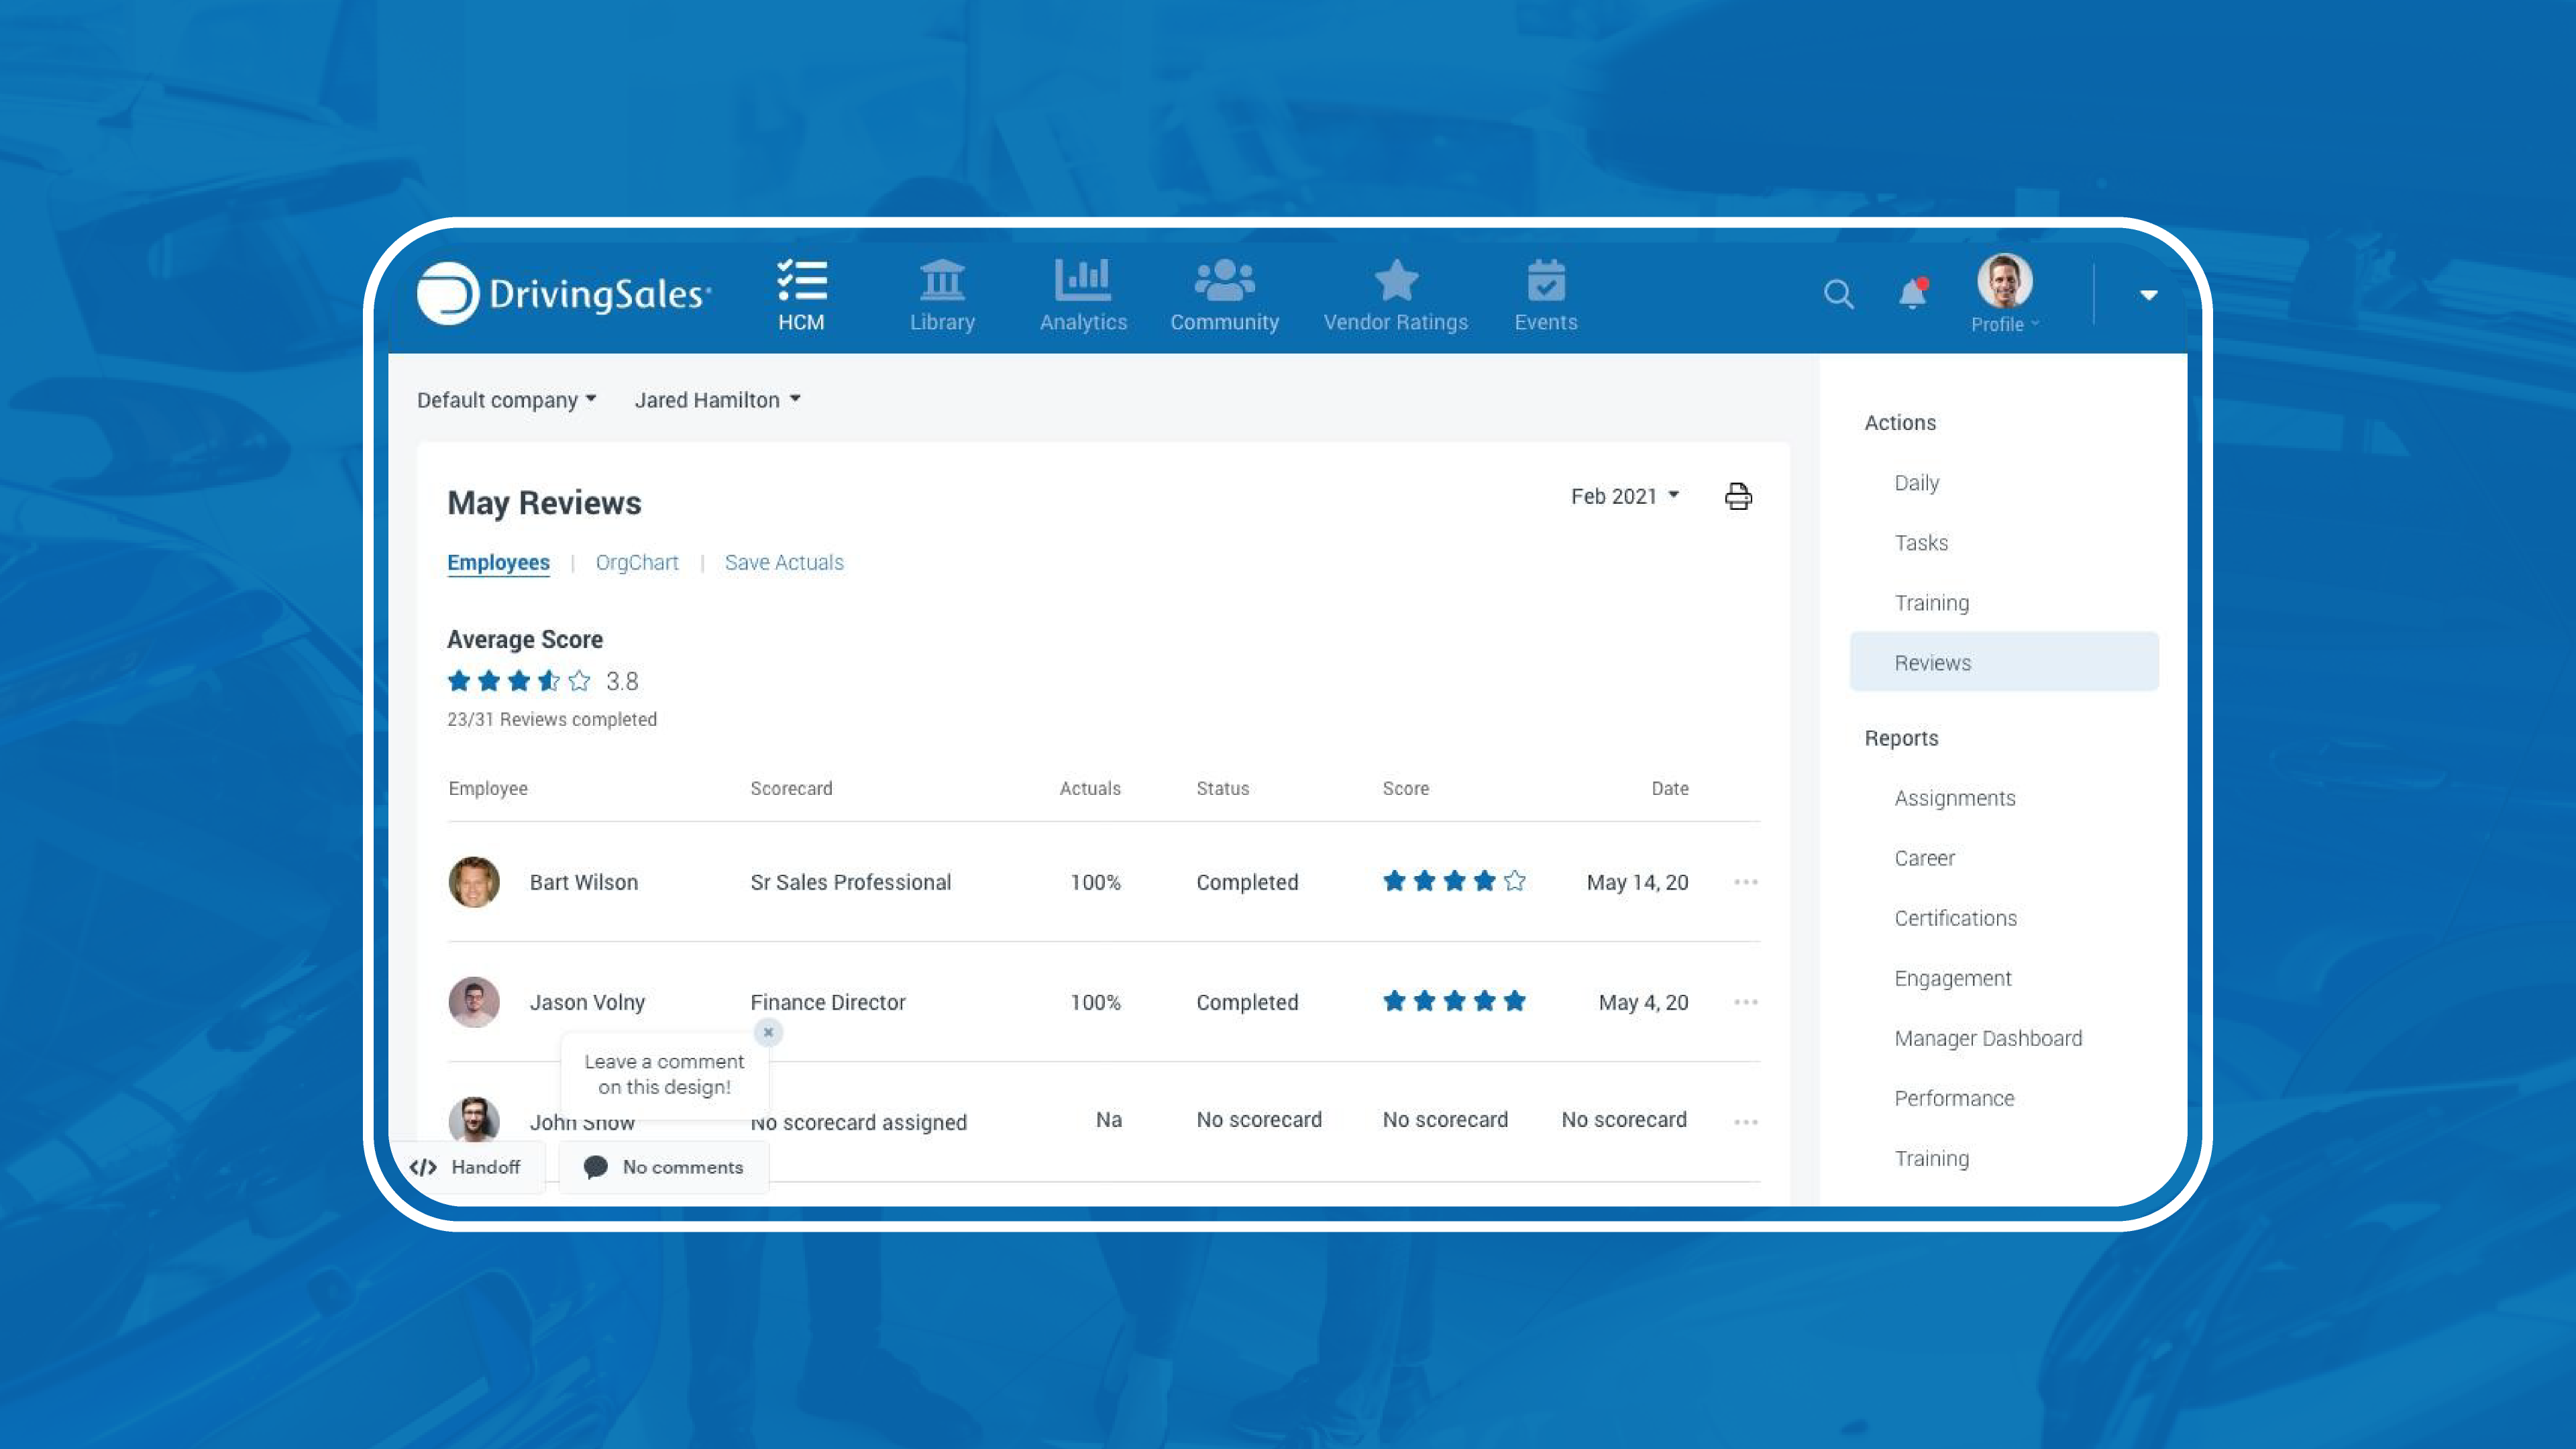 DrivingSales
HCM
Library
Analytics
Community
Vendor Ratings
Events
Profile
Default company
Jared Hamilton
May Reviews
Feb 2021
Employees | OrgChart | Save Actuals
Average Score
3.8
23/31 Reviews completed
Employee Scorecard Actuals Status Score Date
Bart Wilson Sr Sales Professional 100% Completed May 14, 20
Jason Volny Finance Director 100% Completed May 4, 20
Leave a comment
on this design!
John Snow No scorecard assigned Na No scorecard No scorecard No scorecard
</> Handoff
No comments
Actions
Daily
Tasks
Training
Reviews
Reports
Assignments
Career
Certifications
Engagement
Manager Dashboard
Performance
Training